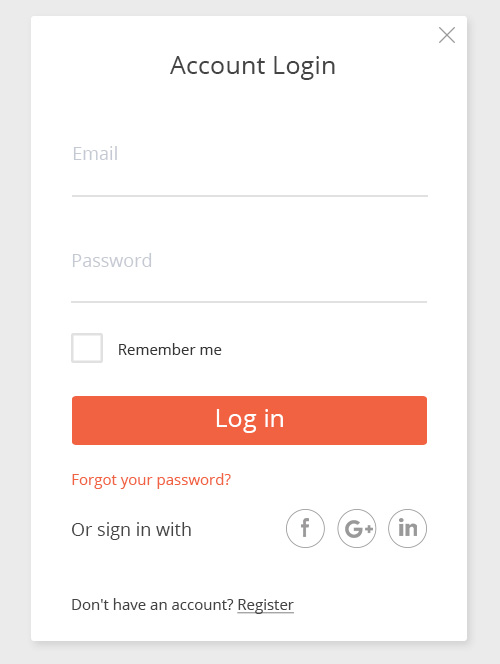 Account Login
Email
Password
Remember me
Log in
Forgot your password?
Or sign in with f G+ in
Don't have an account? Register